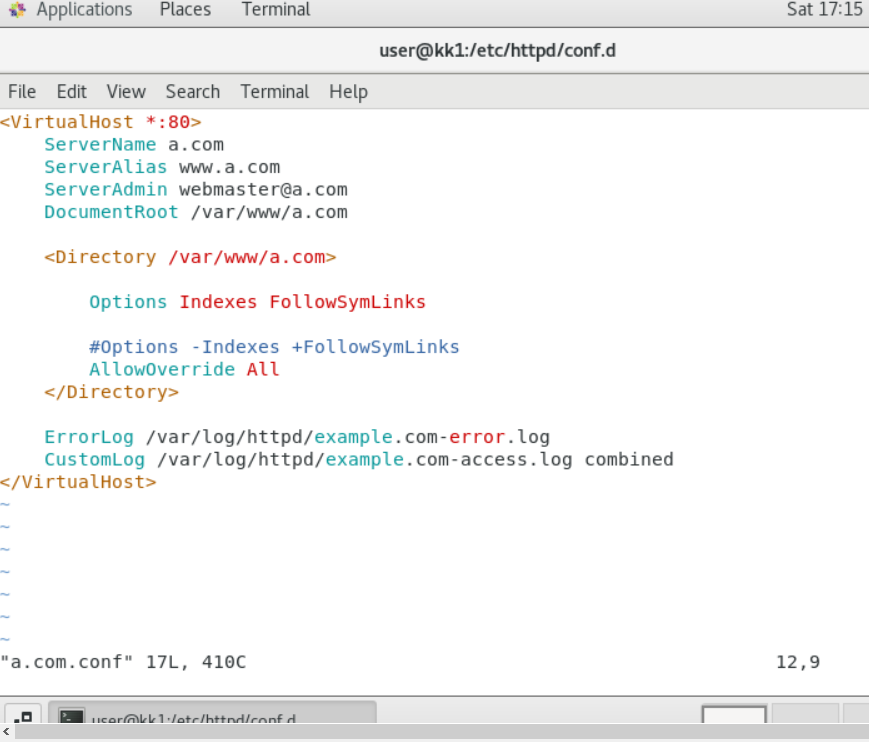 Applications Places Terminal Sat 17:15
user@kk1:/etc/httpd/conf.d
File Edit View Search Terminal Help
<VirtualHost *:80>
    ServerName a.com
    ServerAlias www.a.com
    ServerAdmin webmaster@a.com
    DocumentRoot /var/www/a.com

    <Directory /var/www/a.com>

        Options Indexes FollowSymLinks

        #Options -Indexes +FollowSymLinks
        AllowOverride All
    </Directory>

    ErrorLog /var/log/httpd/example.com-error.log
    CustomLog /var/log/httpd/example.com-access.log combined
</VirtualHost>
~
~
~
~
~
~
~
"a.com.conf" 17L, 410C 12,9
user@kk1:/etc/httpd/conf.d